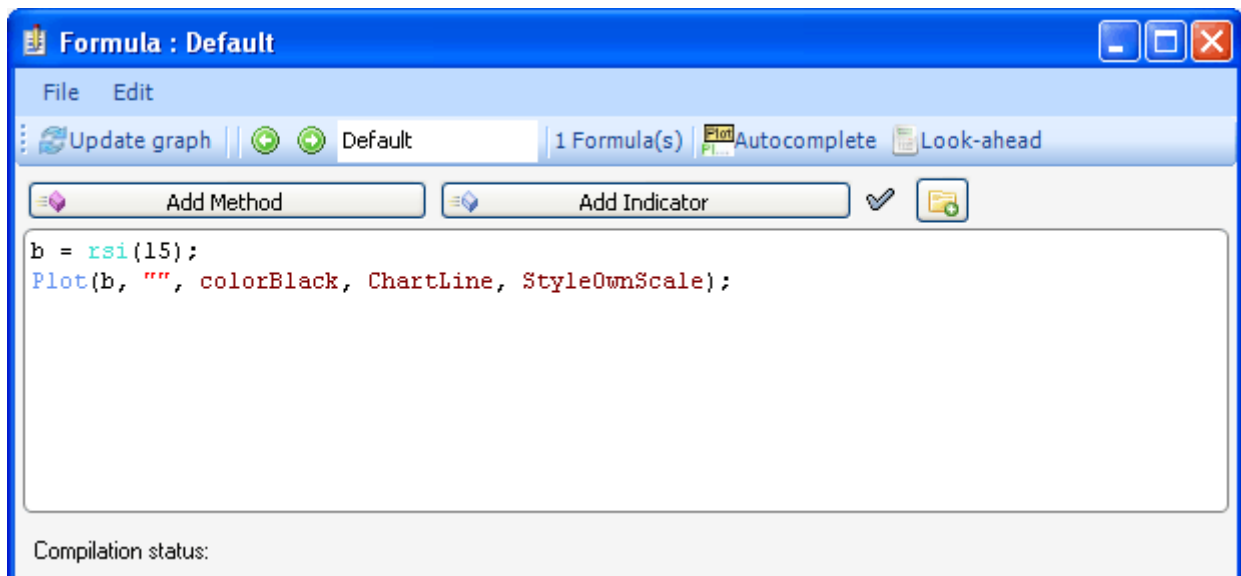 Formula : Default
File Edit
Update graph Default 1 Formula(s) Autocomplete Look-ahead
Add Method Add Indicator
b = rsi(15);
Plot(b, "", colorBlack, ChartLine, StyleOwnScale);
Compilation status: